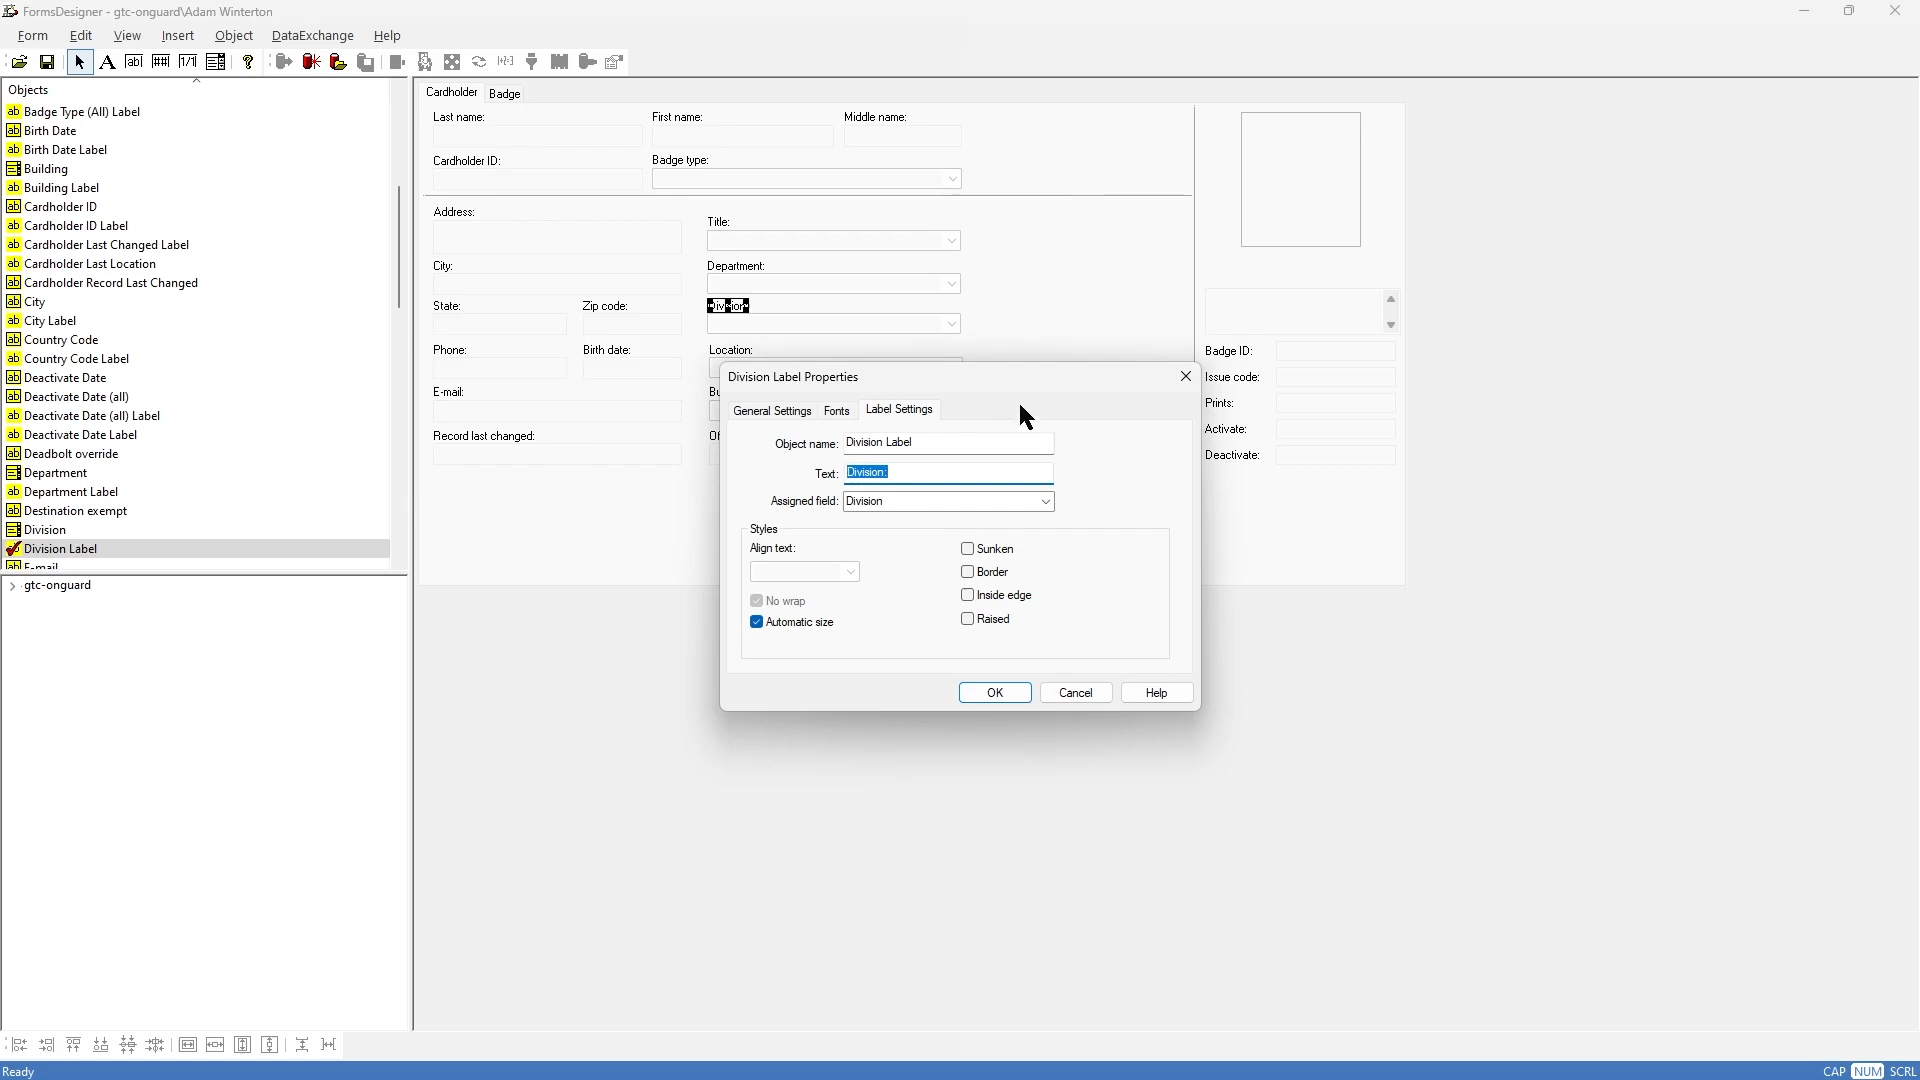 FormsDesigner - gtc-onguard\Adam Winterton
Form Edit View Insert Object DataExchange Help
Objects
Badge Type (All) Label
Birth Date
Birth Date Label
Building
Building Label
Cardholder ID
Cardholder ID Label
Cardholder Last Changed Label
Cardholder Last Location
Cardholder Record Last Changed
City
City Label
Country Code
Country Code Label
Deactivate Date
Deactivate Date (all)
Deactivate Date (all) Label
Deactivate Date Label
Deadbolt override
Department
Department Label
Destination exempt
Division
Division Label
E-mail
gtc-onguard
Cardholder Badge
Last name: First name: Middle name:
Cardholder ID: Badge type:
Address: Title:
City: Department:
State: Zip code:
Phone: Birth date: Location:
E-mail: Bu
Record last changed: Of
Badge ID:
Issue code:
Prints:
Activate:
Deactivate:
Division Label Properties
General Settings Fonts Label Settings
Object name: Division Label
Text: Division:
Assigned field: Division
Styles
Align text:
No wrap
Automatic size
Sunken
Border
Inside edge
Raised
OK Cancel Help
Ready CAP NUM SCRL